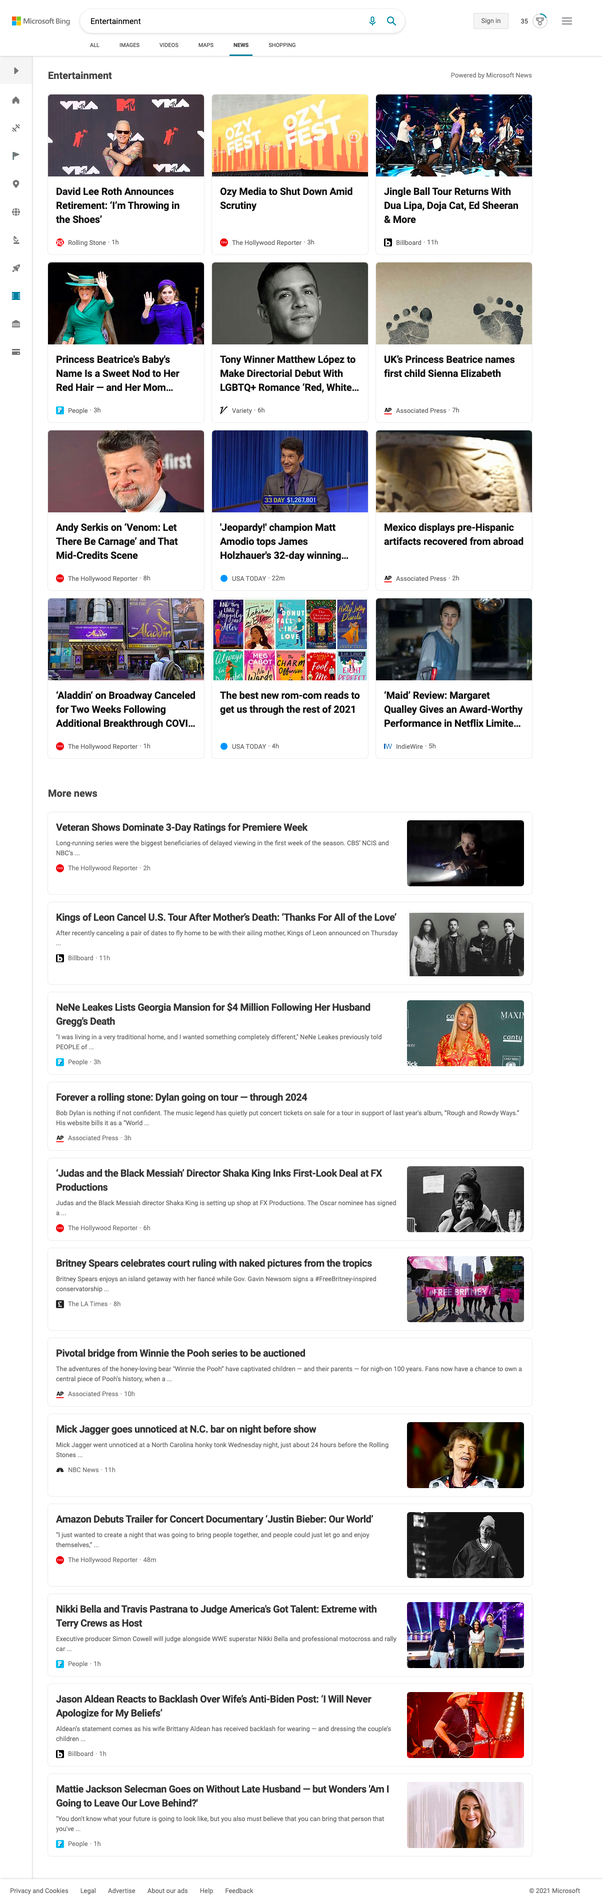 Microsoft Bing
Entertainment
Sign in
35
ALL IMAGES VIDEOS MAPS NEWS SHOPPING
Entertainment
Powered by Microsoft News
David Lee Roth Announces
Retirement: ‘I’m Throwing in
the Shoes’
Rolling Stone · 1h
OZY
FEST
OZY
FEST
Ozy Media to Shut Down Amid
Scrutiny
The Hollywood Reporter · 3h
Jingle Ball Tour Returns With
Dua Lipa, Doja Cat, Ed Sheeran
& More
Billboard · 11h
Princess Beatrice's Baby's
Name Is a Sweet Nod to Her
Red Hair — and Her Mom...
People · 3h
Tony Winner Matthew López to
Make Directorial Debut With
LGBTQ+ Romance ‘Red, White...
Variety · 6h
UK’s Princess Beatrice names
first child Sienna Elizabeth
AP Associated Press · 7h
first
Andy Serkis on ‘Venom: Let
There Be Carnage’ and That
Mid-Credits Scene
The Hollywood Reporter · 8h
33 DAY $1,267,801
'Jeopardy!' champion Matt
Amodio tops James
Holzhauer's 32-day winning...
USA TODAY · 22m
Mexico displays pre-Hispanic
artifacts recovered from abroad
AP Associated Press · 2h
Aladdin
Aladdin
‘Aladdin’ on Broadway Canceled
for Two Weeks Following
Additional Breakthrough COVI...
The Hollywood Reporter · 1h
The best new rom-com reads to
get us through the rest of 2021
USA TODAY · 4h
‘Maid’ Review: Margaret
Qualley Gives an Award-Worthy
Performance in Netflix Limite...
IndieWire · 5h
More news
Veteran Shows Dominate 3-Day Ratings for Premiere Week
Long-running series were the biggest beneficiaries of delayed viewing in the first week of the season. CBS’ NCIS and
NBC’s ...
The Hollywood Reporter · 2h
Kings of Leon Cancel U.S. Tour After Mother’s Death: ‘Thanks For All of the Love’
After recently canceling a pair of dates to fly home to be with their ailing mother, Kings of Leon announced on Thursday
...
Billboard · 11h
NeNe Leakes Lists Georgia Mansion for $4 Million Following Her Husband
Gregg's Death
"I was living in a very traditional home, and I wanted something completely different," NeNe Leakes previously told
PEOPLE of ...
People · 3h
Forever a rolling stone: Dylan going on tour — through 2024
Bob Dylan is nothing if not confident. The music legend has quietly put concert tickets on sale for a tour in support of last year’s album, “Rough and Rowdy Ways.”
His website bills it as a “World ...
AP Associated Press · 3h
‘Judas and the Black Messiah’ Director Shaka King Inks First-Look Deal at FX
Productions
Judas and the Black Messiah director Shaka King is setting up shop at FX Productions. The Oscar nominee has signed
a ...
The Hollywood Reporter · 6h
Britney Spears celebrates court ruling with naked pictures from the tropics
Britney Spears enjoys an island getaway with her fiancé while Gov. Gavin Newsom signs a #FreeBritney-inspired
conservatorship ...
The LA Times · 8h
FREE BRITNEY
Pivotal bridge from Winnie the Pooh series to be auctioned
The adventures of the honey-loving bear “Winnie the Pooh” have captivated children — and their parents — for nigh-on 100 years. Fans now have a chance to own a
central piece of Pooh’s history, when a ...
AP Associated Press · 10h
Mick Jagger goes unnoticed at N.C. bar on night before show
Mick Jagger went unnoticed at a North Carolina honky tonk Wednesday night, just about 24 hours before the Rolling
Stones ...
NBC News · 11h
Amazon Debuts Trailer for Concert Documentary ‘Justin Bieber: Our World’
“I just wanted to create a night that was going to bring people together, and people could just let go and enjoy
themselves,” ...
The Hollywood Reporter · 48m
Nikki Bella and Travis Pastrana to Judge America's Got Talent: Extreme with
Terry Crews as Host
Executive producer Simon Cowell will judge alongside WWE superstar Nikki Bella and professional motocross and rally
car ...
People · 1h
Jason Aldean Reacts to Backlash Over Wife’s Anti-Biden Post: ‘I Will Never
Apologize for My Beliefs’
Aldean’s statement comes as his wife Brittany Aldean has received backlash for wearing — and dressing the couple’s
children ...
Billboard · 1h
Mattie Jackson Selecman Goes on Without Late Husband — but Wonders 'Am I
Going to Leave Our Love Behind?'
"You don't know what your future is going to look like, but you also must believe that you can bring that person that
you've ...
People · 1h
Privacy and Cookies Legal Advertise About our ads Help Feedback
© 2021 Microsoft